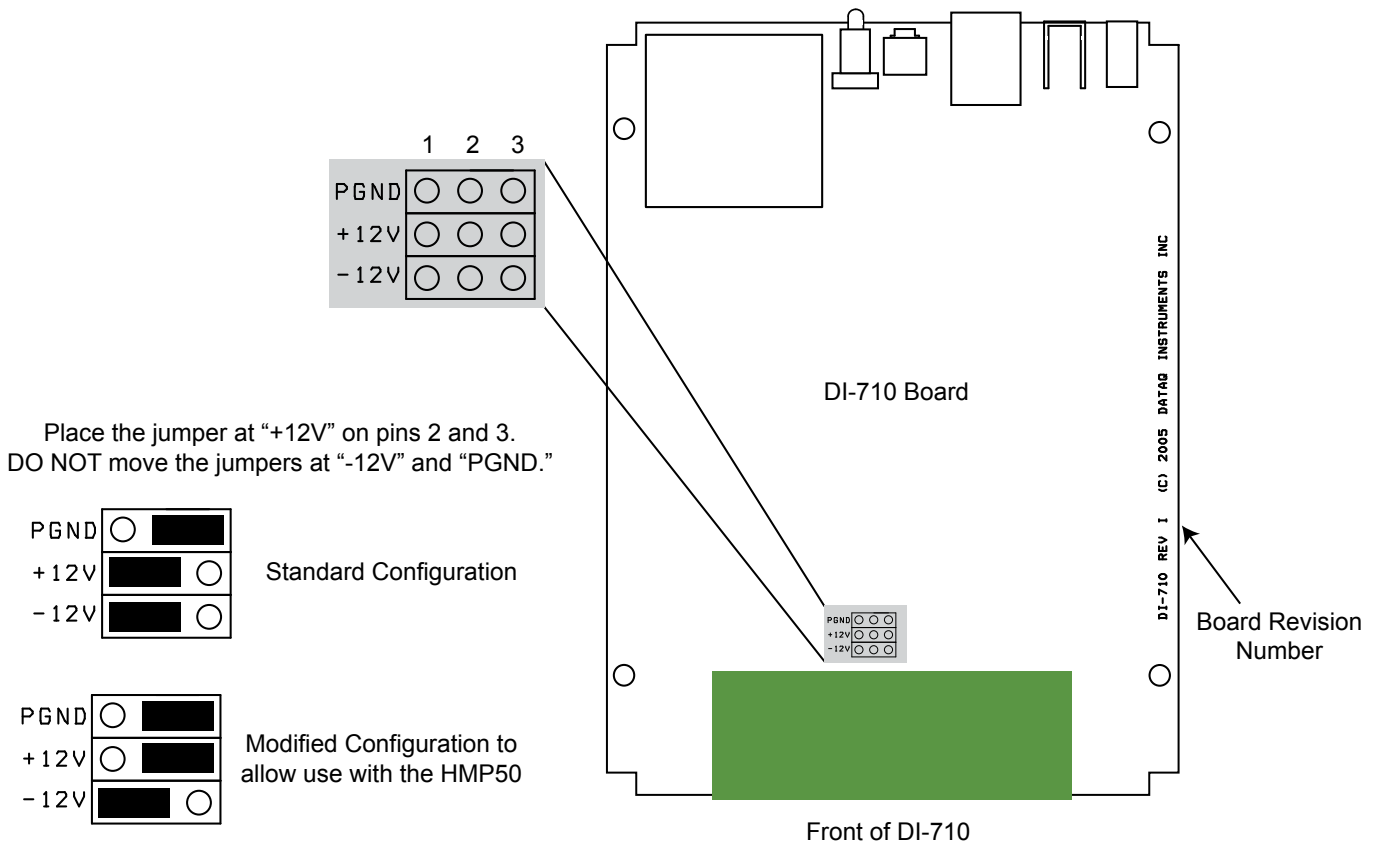 1 2 3
PGND
+12V
-12V
DI-710 Board
DI-710 REV I (C) 2005 DATAQ INSTRUMENTS INC
Place the jumper at “+12V” on pins 2 and 3.
DO NOT move the jumpers at “-12V” and “PGND.”
PGND
+12V
-12V
Standard Configuration
PGND
+12V
-12V
Board Revision
Number
PGND
+12V
-12V
Modified Configuration to
allow use with the HMP50
Front of DI-710